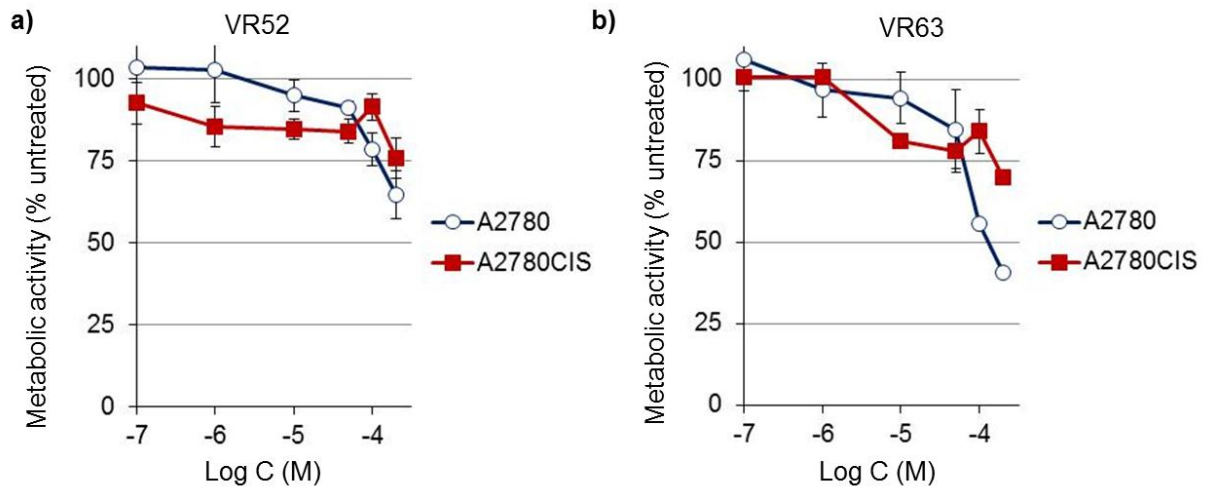 a)
VR52
Metabolic activity (% untreated)
100
75
50
25
0
-7
-6
-5
-4
Log C (M)
A2780
A2780CIS
b)
VR63
Metabolic activity (% untreated)
100
75
50
25
0
-7
-6
-5
-4
Log C (M)
A2780
A2780CIS